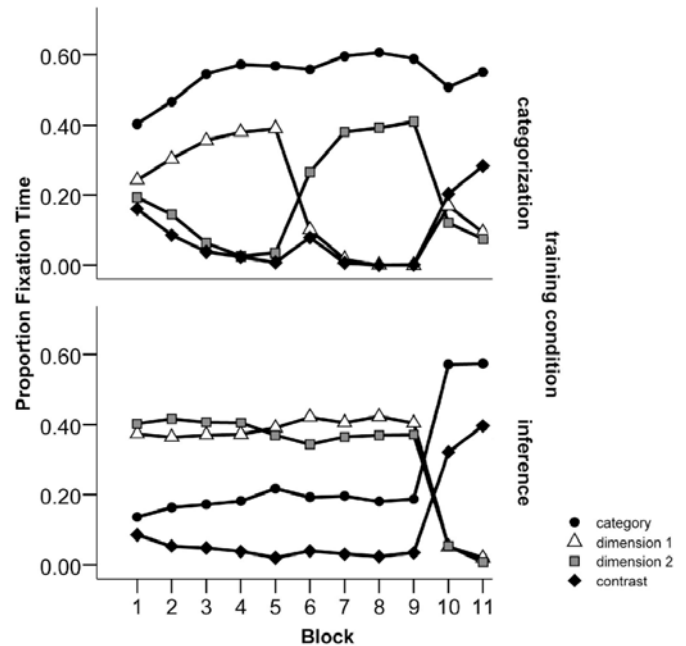 0.60
0.40
0.20
0.00
categorization
0.60
0.40
0.20
0.00
inference
Proportion Fixation Time
training condition
1 2 3 4 5 6 7 8 9 10 11
Block
category
dimension 1
dimension 2
contrast